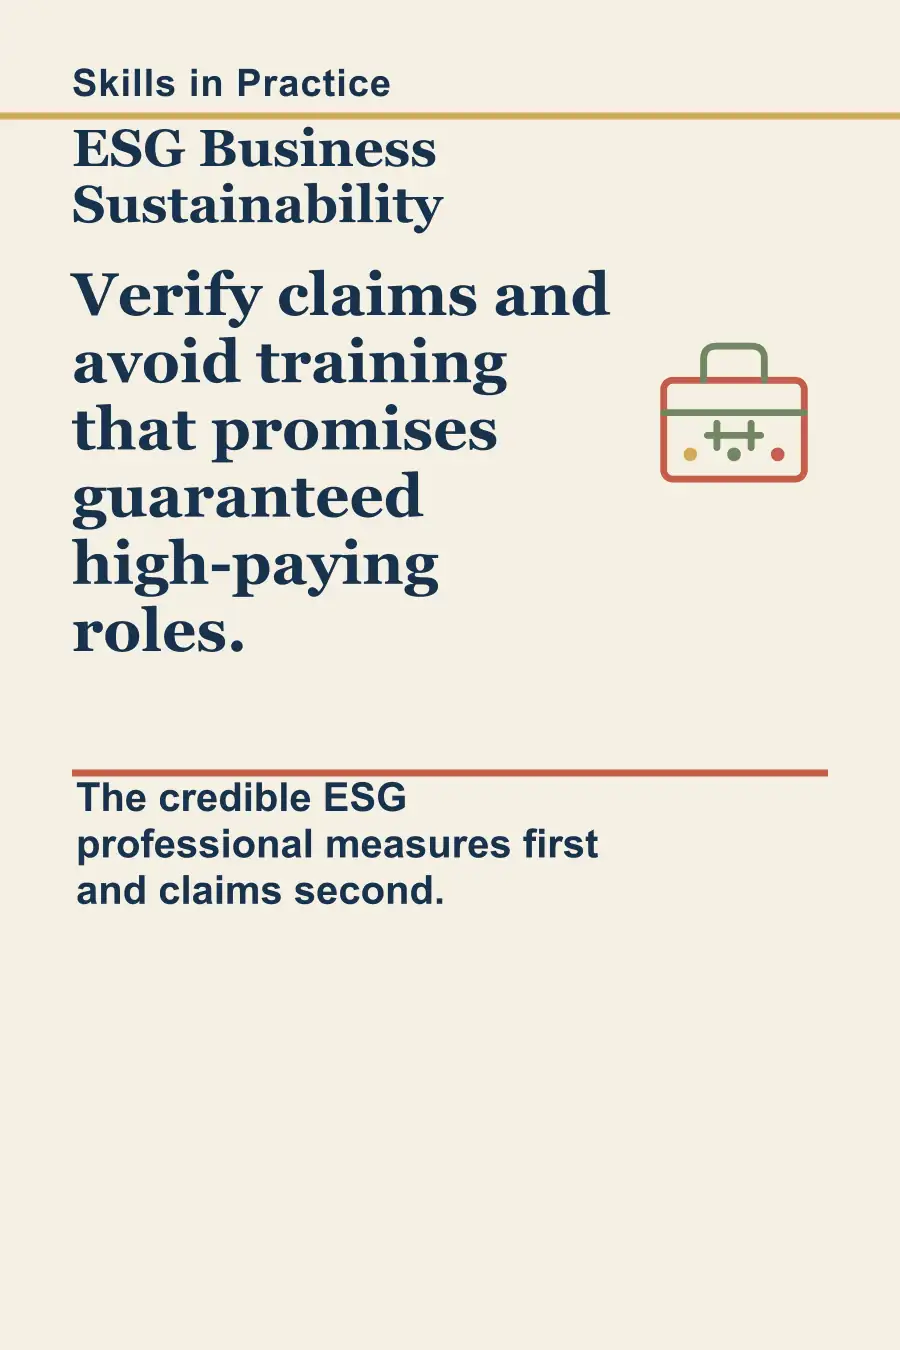 Skills in Practice
ESG Business
Sustainability
Verify claims and
avoid training
that promises
guaranteed
high-paying
roles.
The credible ESG
professional measures first
and claims second.